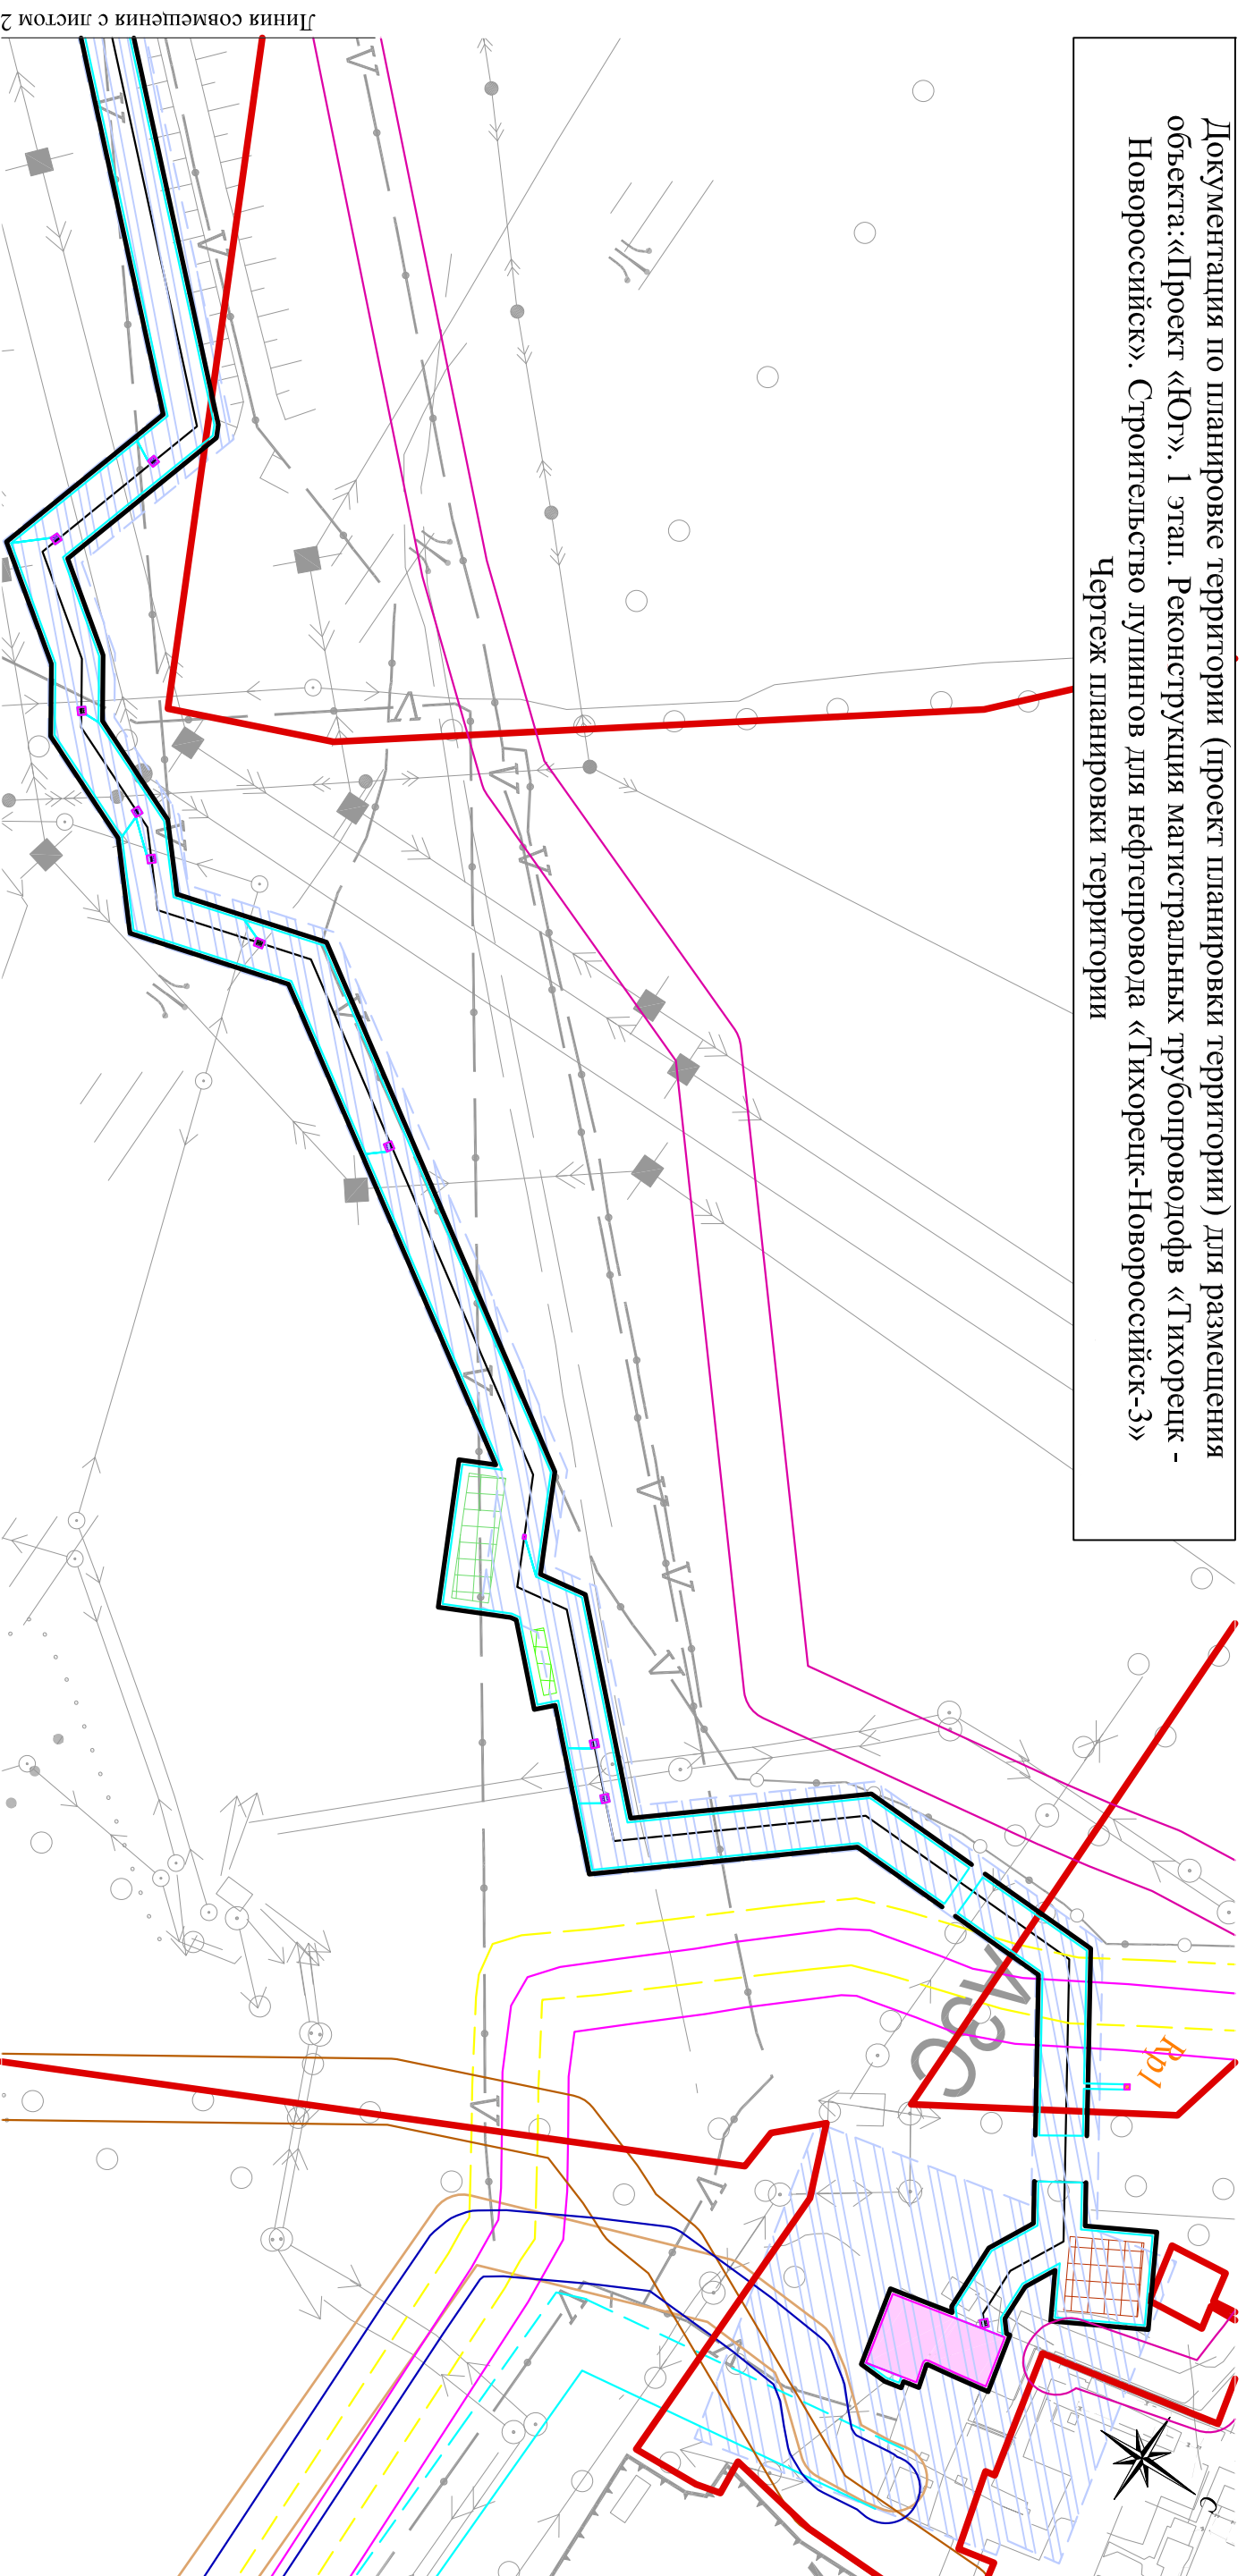 Документация по планировке территории (проект планировки территории) для размещения
объекта:«Проект «Юг». 1 этап. Реконструкция магистральных трубопроводофв «Тихорецк -
Новороссийск». Строительство лупингов для нефтепровода «Тихорецк-Новороссийск-3»
Чертеж планировки территории
Линия совмещения с листом 2
АЗС
Rp1
С